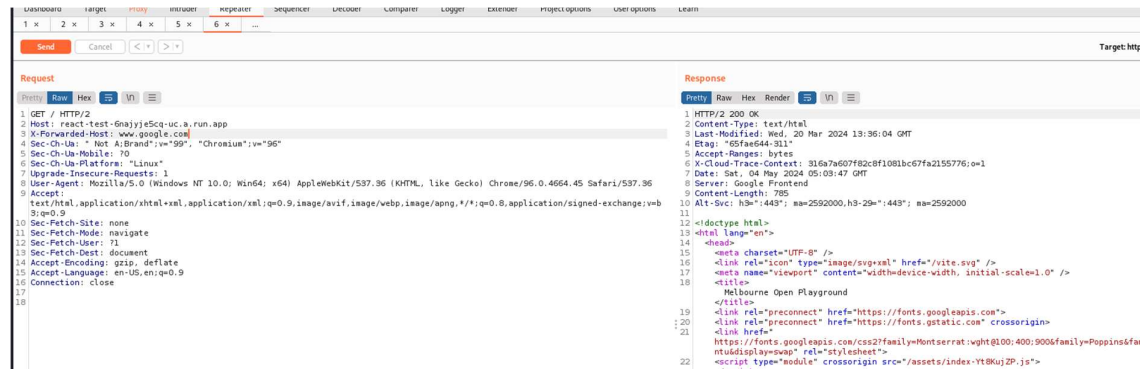 Dashboard Target Proxy Intruder Repeater Sequencer Decoder Comparer Logger Extender Project options User options Learn
1 × 2 × 3 × 4 × 5 × 6 × ...
Send Cancel < > Target: http
Request
Pretty Raw Hex \n
1 GET / HTTP/2
2 Host: react-test-6najyje5cq-uc.a.run.app
3 X-Forwarded-Host: www.google.com
4 Sec-Ch-Ua: " Not A;Brand";v="99", "Chromium";v="96"
5 Sec-Ch-Ua-Mobile: ?0
6 Sec-Ch-Ua-Platform: "Linux"
7 Upgrade-Insecure-Requests: 1
8 User-Agent: Mozilla/5.0 (Windows NT 10.0; Win64; x64) AppleWebKit/537.36 (KHTML, like Gecko) Chrome/96.0.4664.45 Safari/537.36
9 Accept:
text/html,application/xhtml+xml,application/xml;q=0.9,image/avif,image/webp,image/apng,*/*;q=0.8,application/signed-exchange;v=b
3;q=0.9
10 Sec-Fetch-Site: none
11 Sec-Fetch-Mode: navigate
12 Sec-Fetch-User: ?1
13 Sec-Fetch-Dest: document
14 Accept-Encoding: gzip, deflate
15 Accept-Language: en-US,en;q=0.9
16 Connection: close
17
18
Response
Pretty Raw Hex Render \n
1 HTTP/2 200 OK
2 Content-Type: text/html
3 Last-Modified: Wed, 20 Mar 2024 13:36:04 GMT
4 Etag: "65fae644-311"
5 Accept-Ranges: bytes
6 X-Cloud-Trace-Context: 316a7a607f82c8f1081bc67fa2155776;o=1
7 Date: Sat, 04 May 2024 05:03:47 GMT
8 Server: Google Frontend
9 Content-Length: 785
10 Alt-Svc: h3=":443"; ma=2592000,h3-29=":443"; ma=2592000
11
12 <!doctype html>
13 <html lang="en">
14 <head>
15 <meta charset="UTF-8" />
16 <link rel="icon" type="image/svg+xml" href="/vite.svg" />
17 <meta name="viewport" content="width=device-width, initial-scale=1.0" />
18 <title>
Melbourne Open Playground
</title>
19 <link rel="preconnect" href="https://fonts.googleapis.com">
20 <link rel="preconnect" href="https://fonts.gstatic.com" crossorigin>
21 <link href="
https://fonts.googleapis.com/css2?family=Montserrat:wght@100;400;900&family=Poppins&fa
ntu&display=swap" rel="stylesheet">
22 <script type="module" crossorigin src="/assets/index-Yt8KujZP.js">